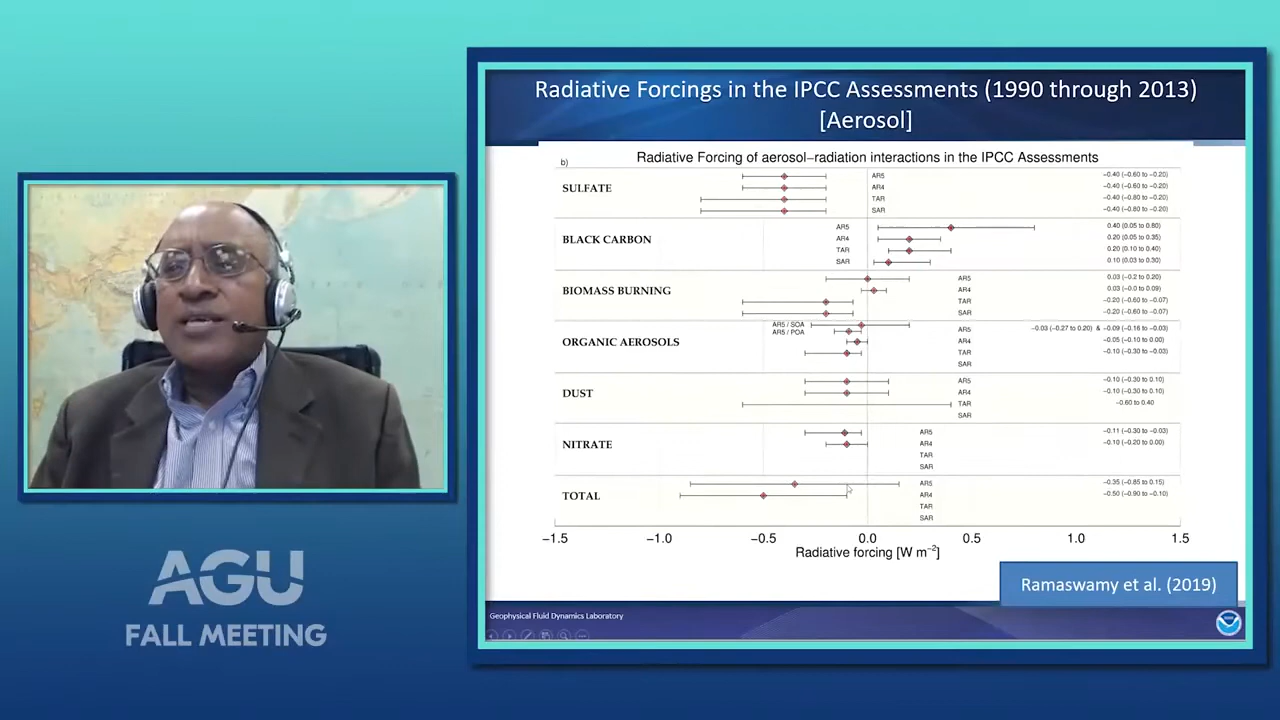 Radiative Forcings in the IPCC Assessments (1990 through 2013)
[Aerosol]
b)
Radiative Forcing of aerosol–radiation interactions in the IPCC Assessments
SULFATE
AR5 −0.40 (−0.60 to −0.20)
AR4 −0.40 (−0.60 to −0.20)
TAR −0.40 (−0.80 to −0.20)
SAR −0.40 (−0.80 to −0.20)
BLACK CARBON
AR5 0.40 (0.05 to 0.80)
AR4 0.20 (0.05 to 0.35)
TAR 0.20 (0.10 to 0.40)
SAR 0.10 (0.03 to 0.30)
BIOMASS BURNING
AR5 0.03 (−0.2 to 0.20)
AR4 0.03 (−0.0 to 0.09)
TAR −0.20 (−0.60 to −0.07)
SAR −0.20 (−0.60 to −0.07)
ORGANIC AEROSOLS
AR5 / SOA
AR5 / POA
AR5 −0.03 (−0.27 to 0.20) & −0.09 (−0.16 to −0.03)
AR4 −0.05 (−0.10 to 0.00)
TAR −0.10 (−0.30 to −0.03)
SAR
DUST
AR5 −0.10 (−0.30 to 0.10)
AR4 −0.10 (−0.30 to 0.10)
TAR −0.60 to 0.40
SAR
NITRATE
AR5 −0.11 (−0.30 to −0.03)
AR4 −0.10 (−0.20 to 0.00)
TAR
SAR
TOTAL
AR5 −0.35 (−0.85 to 0.15)
AR4 −0.50 (−0.90 to −0.10)
TAR
SAR
−1.5 −1.0 −0.5 0.0 0.5 1.0 1.5
Radiative forcing [W m⁻²]
Ramaswamy et al. (2019)
Geophysical Fluid Dynamics Laboratory
AGU
FALL MEETING